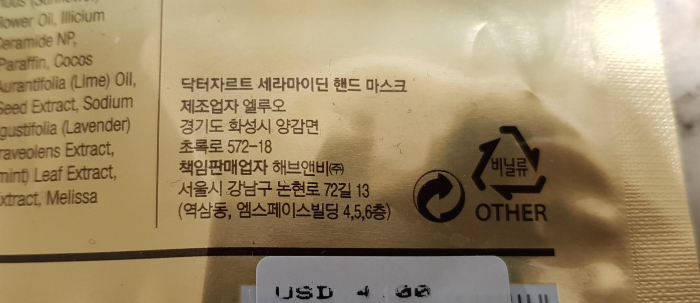 (Sunflower)
Flower Oil, Illicium
Ceramide NP,
Paraffin, Cocos
Aurantifolia (Lime) Oil,
Seed Extract, Sodium
gustifolia (Lavender)
raveolens Extract,
mint) Leaf Extract,
Extract, Melissa
닥터자르트 세라마이딘 핸드 마스크
제조업자 엘루오
경기도 화성시 양감면
초록로 572-18
책임판매업자 해브앤비㈜
서울시 강남구 논현로 72길 13
(역삼동, 엠스페이스빌딩 4,5,6층)
비닐류
OTHER
USD 4.00